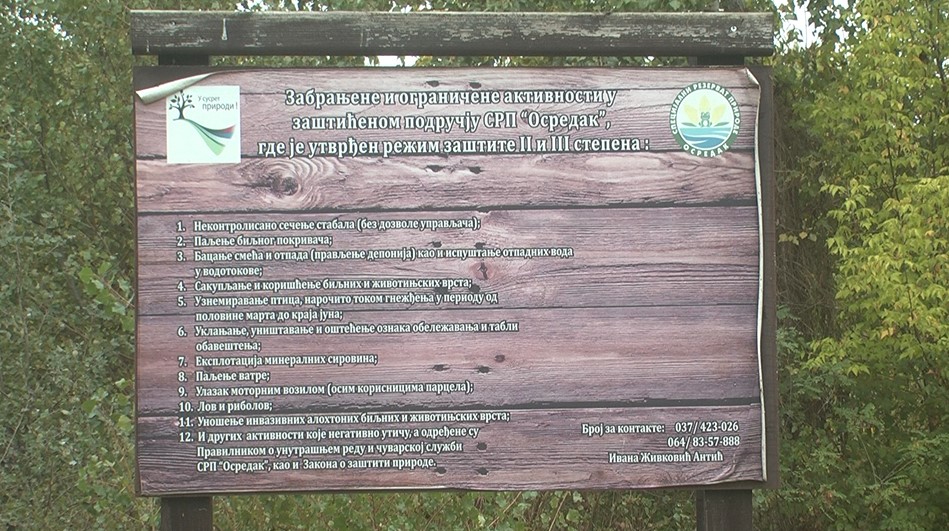 У сусрет
природи !
Забрањене и ограничене активности у
заштићеном подручју СРП “Осредак”,
где је утврђен режим заштите II и III степена :
СПЕЦИЈАЛНИ РЕЗЕРВАТ ПРИРОДЕ
ОСРЕДАК
1. Неконтролисано сечење стабала (без дозволе управљача);
2. Паљење биљног покривача;
3. Бацање смећа и отпада (прављење депонија) као и испуштање отпадних вода
у водотокове;
4. Сакупљање и коришћење биљних и животињских врста;
5. Узнемиравање птица, нарочито током гнежђења у периоду од
половине марта до краја јуна;
6. Уклањање, уништавање и оштећење ознака обележавања и табли
обавештења;
7. Експлотација минералних сировина;
8. Паљење ватре;
9. Улазак моторним возилом (осим корисницима парцела);
10. Лов и риболов;
11. Уношење инвазивних алохтоних биљних и животињских врста;
12. И других активности које негативно утичу, а одређене су
Правилником о унутрашњем реду и чуварској служби
СРП “Осредак”, као и Закона о заштити природе.
Број за контакте: 037/ 423-026
064/ 83-57-888
Ивана Живковић Антић